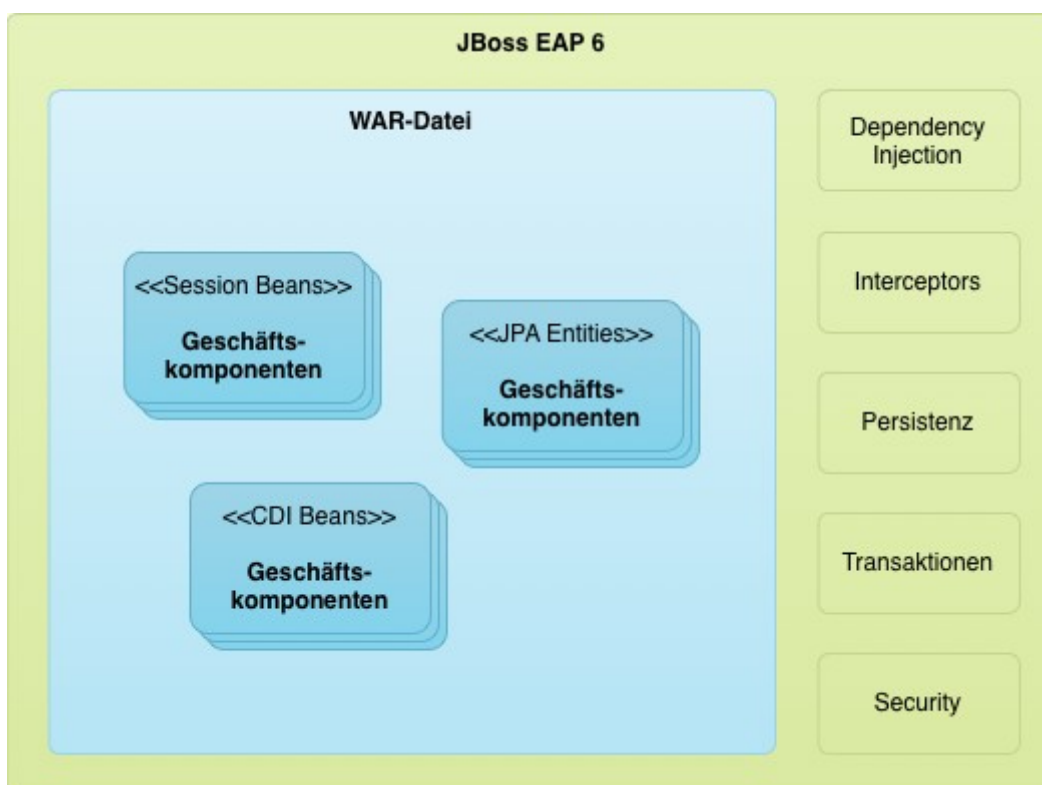 JBoss EAP 6
WAR-Datei
<<Session Beans>>
Geschäfts-
komponenten
<<JPA Entities>>
Geschäfts-
komponenten
<<CDI Beans>>
Geschäfts-
komponenten
Dependency
Injection
Interceptors
Persistenz
Transaktionen
Security